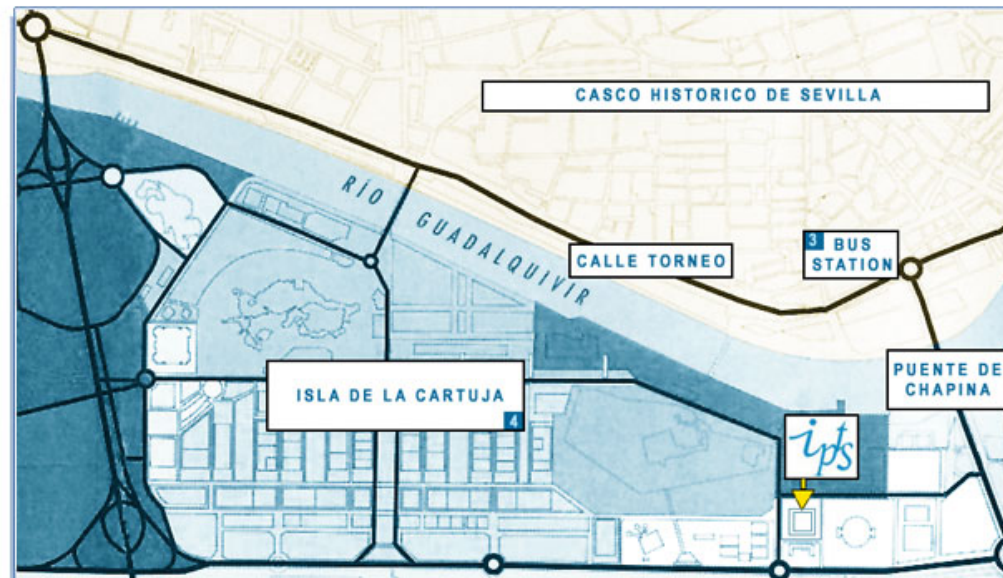 CASCO HISTORICO DE SEVILLA
RÍO GUADALQUIVIR
CALLE TORNEO
3 BUS
STATION
PUENTE DE
CHAPINA
ISLA DE LA CARTUJA
4
ipts